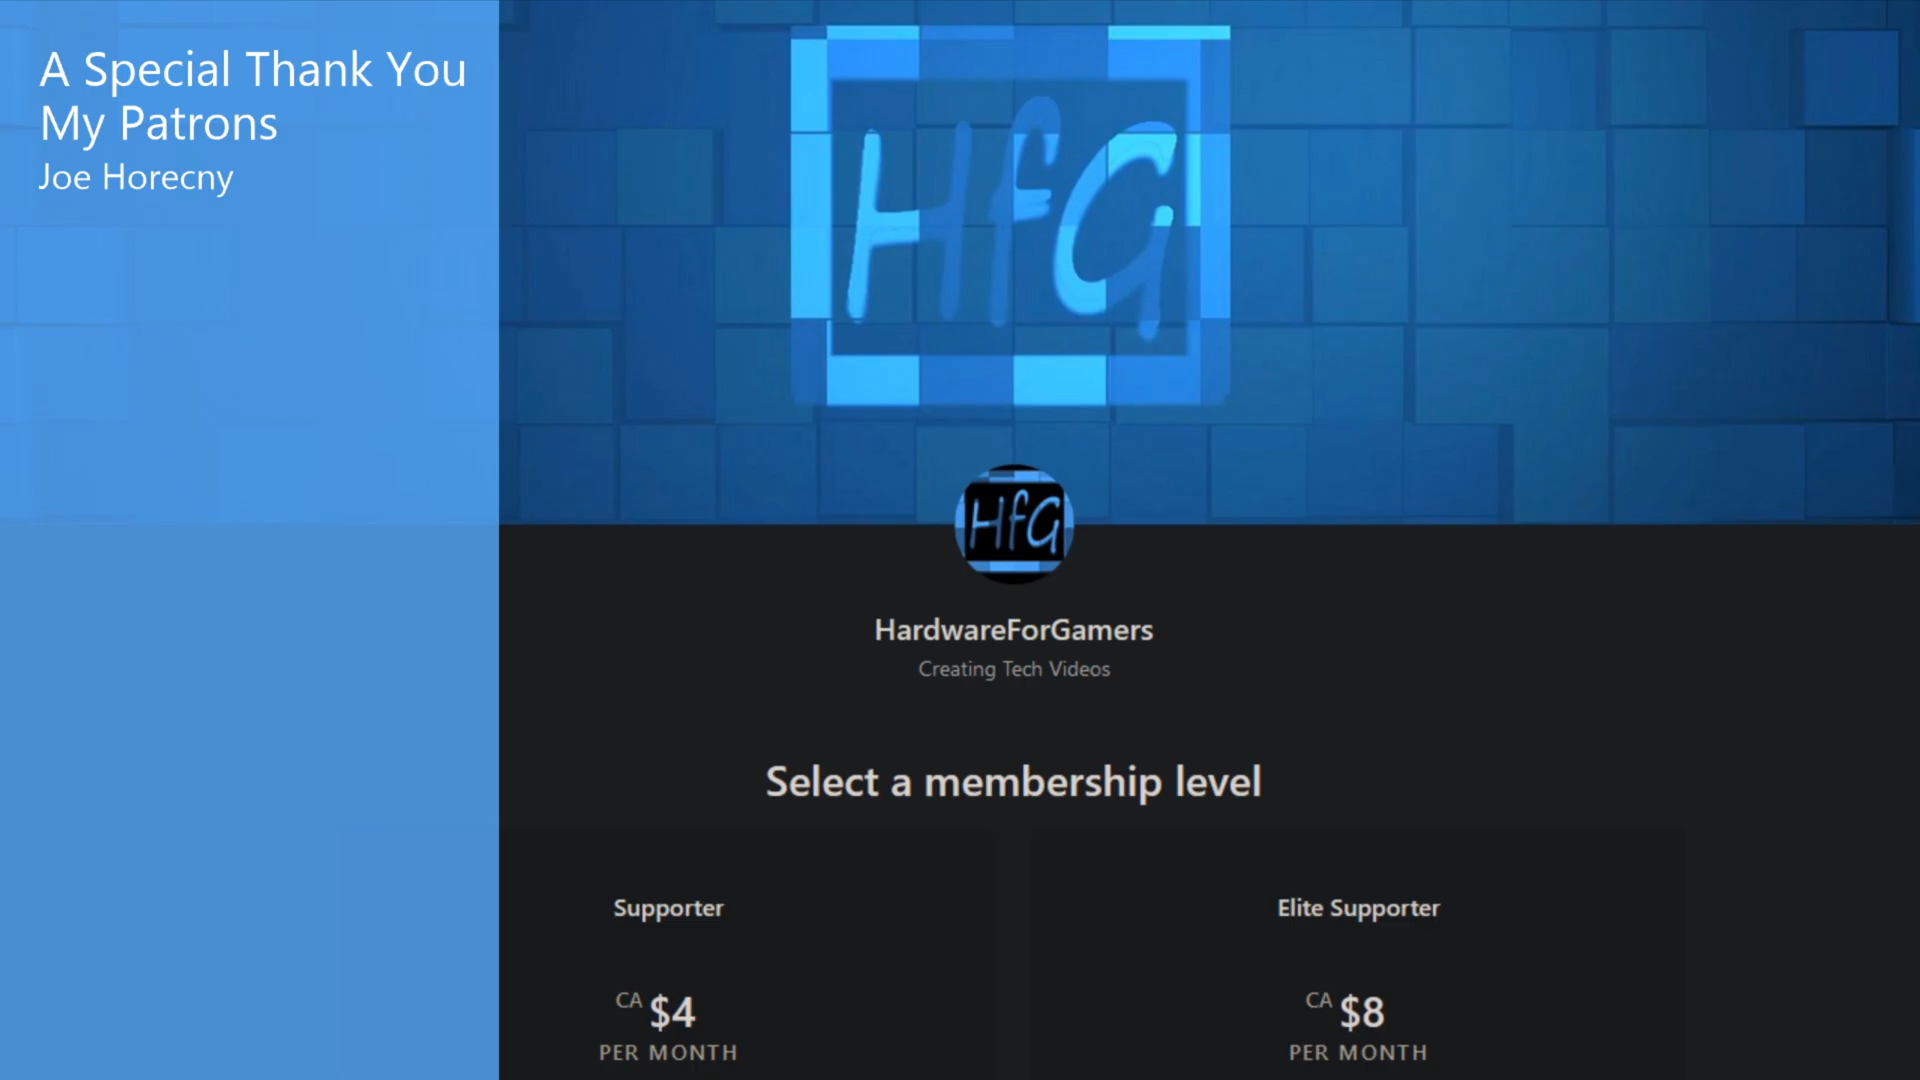 A Special Thank You
My Patrons
Joe Horecny
HfG
HfG
HardwareForGamers
Creating Tech Videos
Select a membership level
Supporter
CA $4
PER MONTH
Elite Supporter
CA $8
PER MONTH